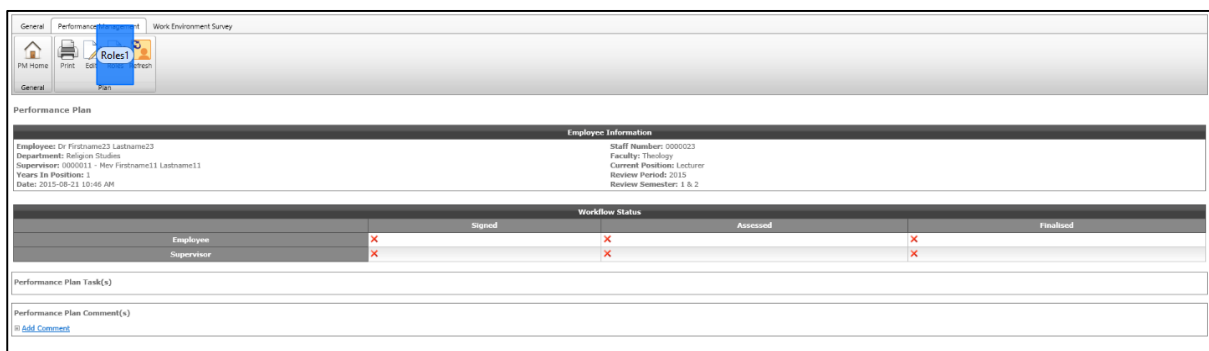 General Performance Management Work Environment Survey
Roles1
PM Home Print Edit Roles Refresh
General Plan
Performance Plan
Employee Information
Employee: Dr Firstname23 Lastname23 Staff Number: 0000023
Department: Religion Studies Faculty: Theology
Supervisor: 0000011 - Mev Firstname11 Lastname11 Current Position: Lecturer
Years In Position: 1 Review Period: 2015
Date: 2015-08-21 10:46 AM Review Semester: 1 & 2
Workflow Status
Signed Assessed Finalised
Employee
Supervisor
Performance Plan Task(s)
Performance Plan Comment(s)
Add Comment